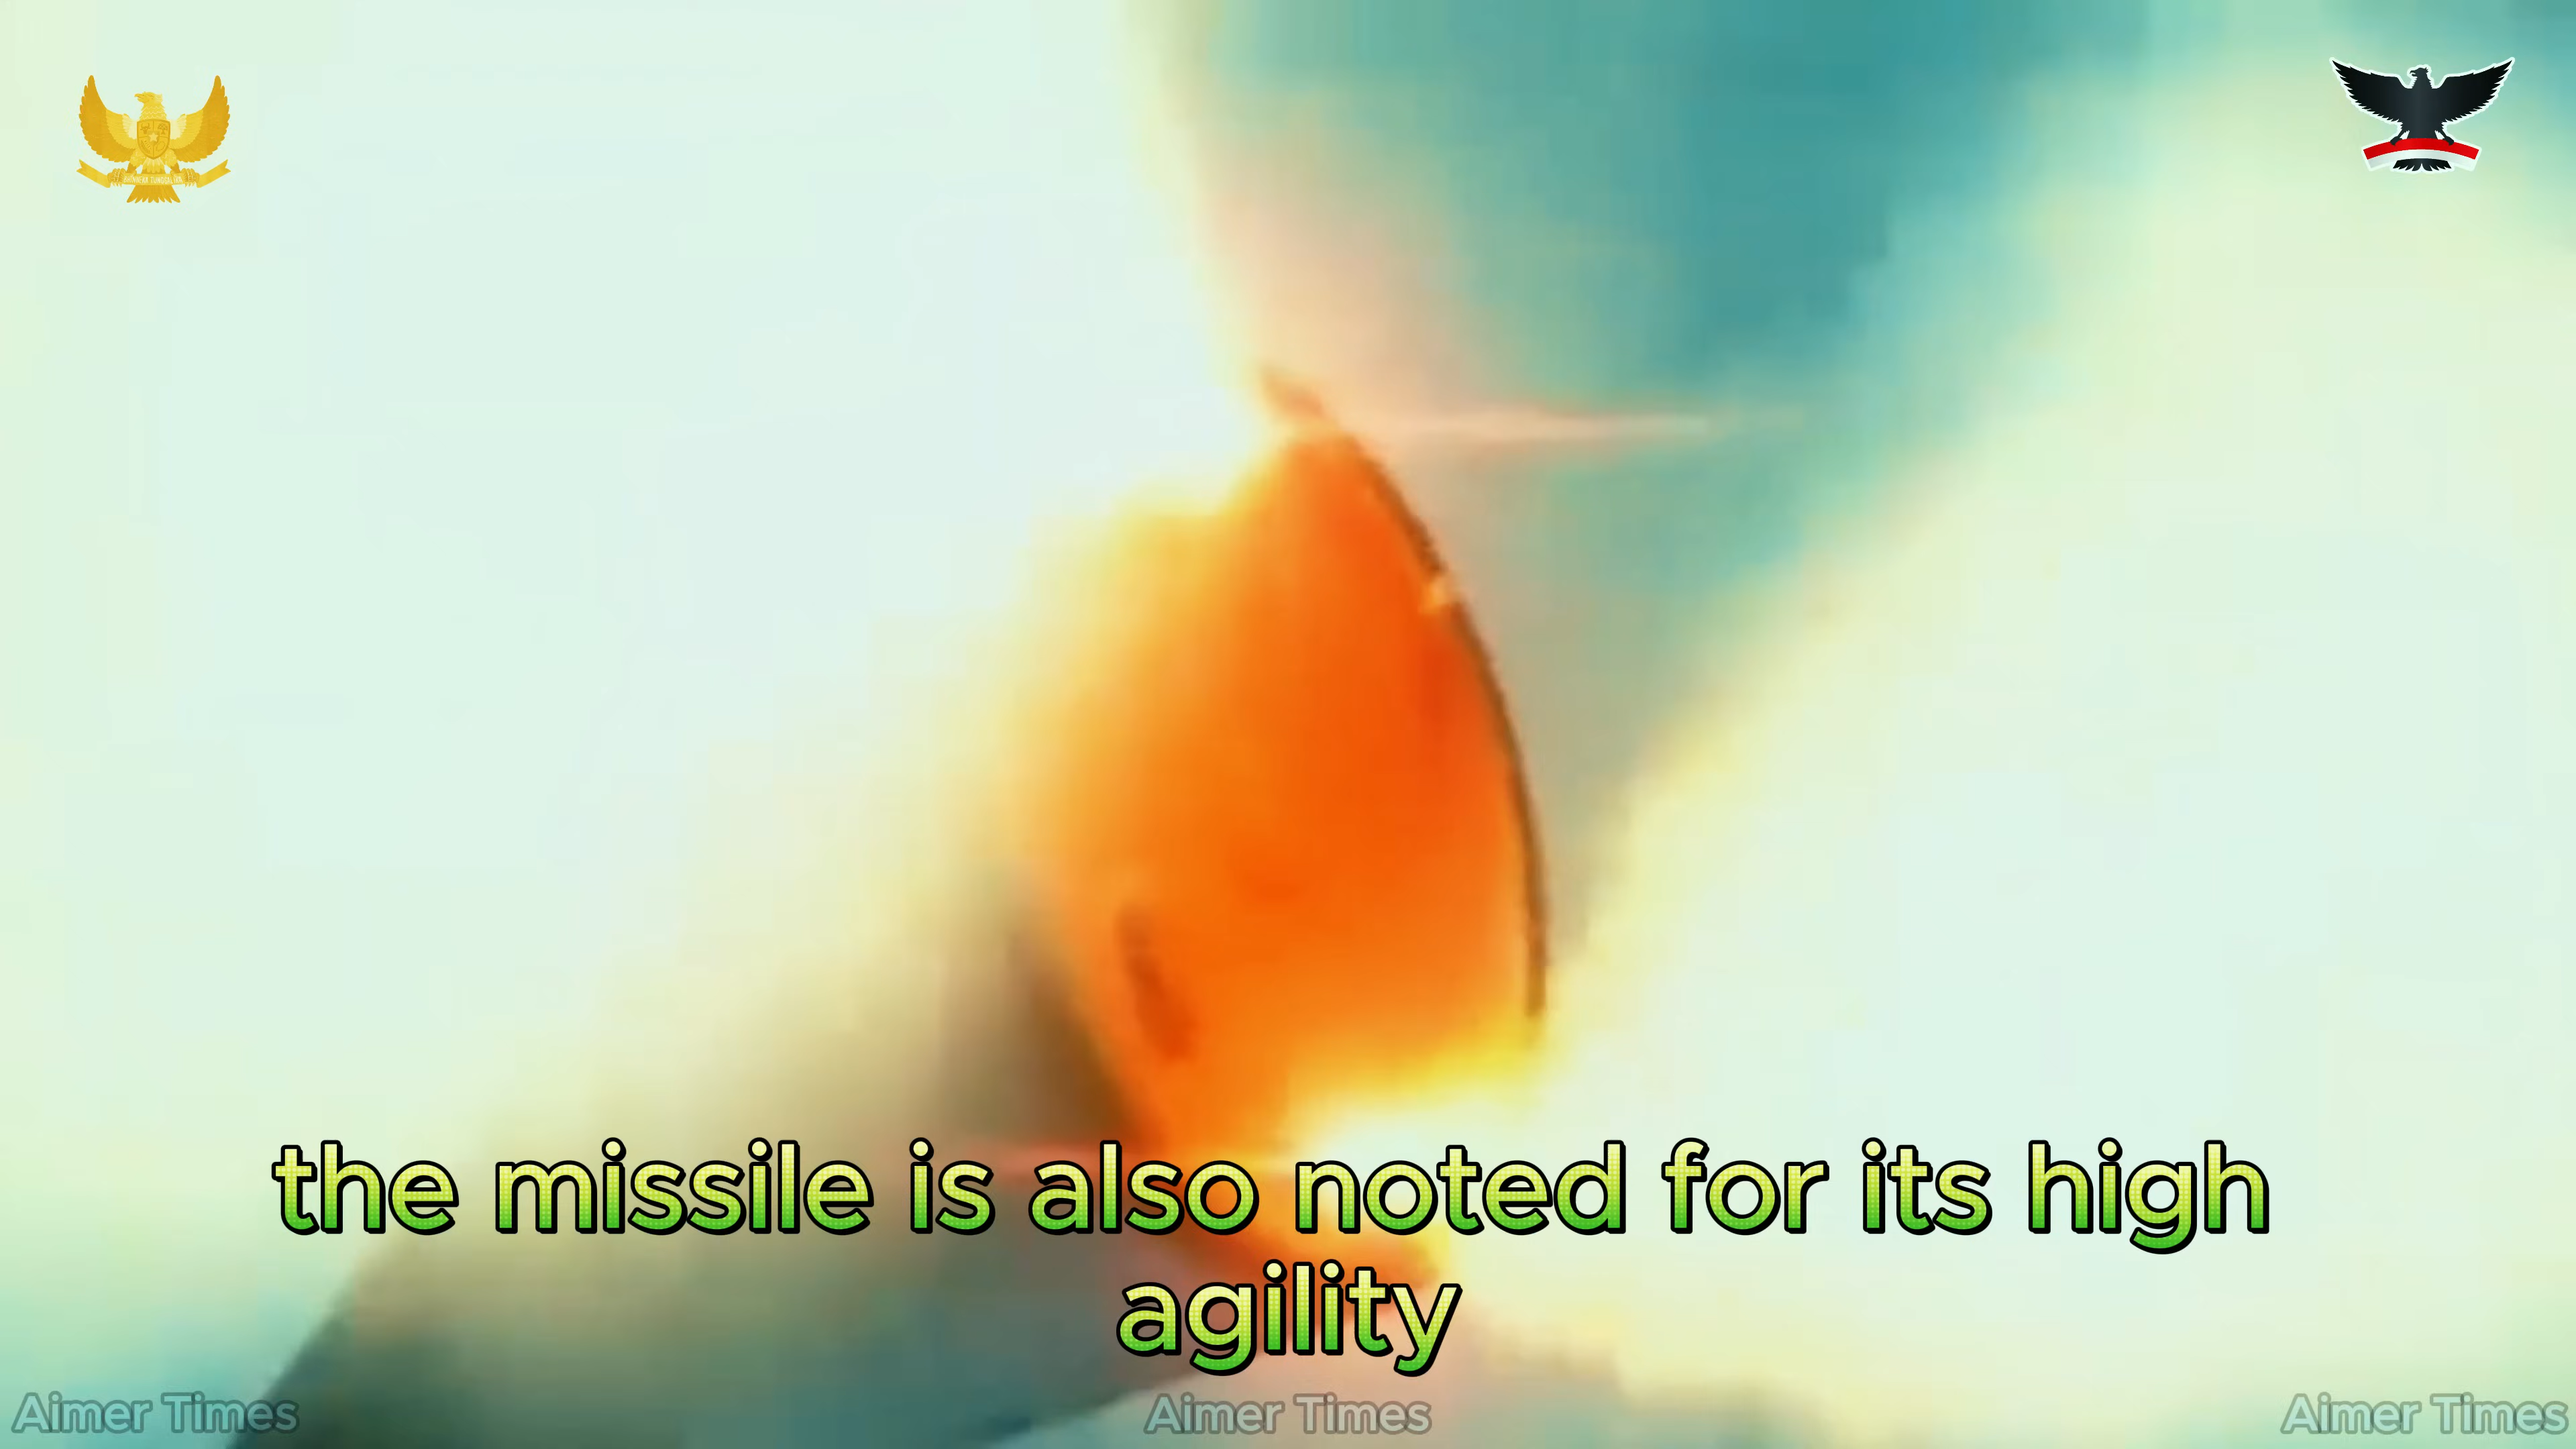 the missile is also noted for its high
agility
Aimer Times Aimer Times Aimer Times